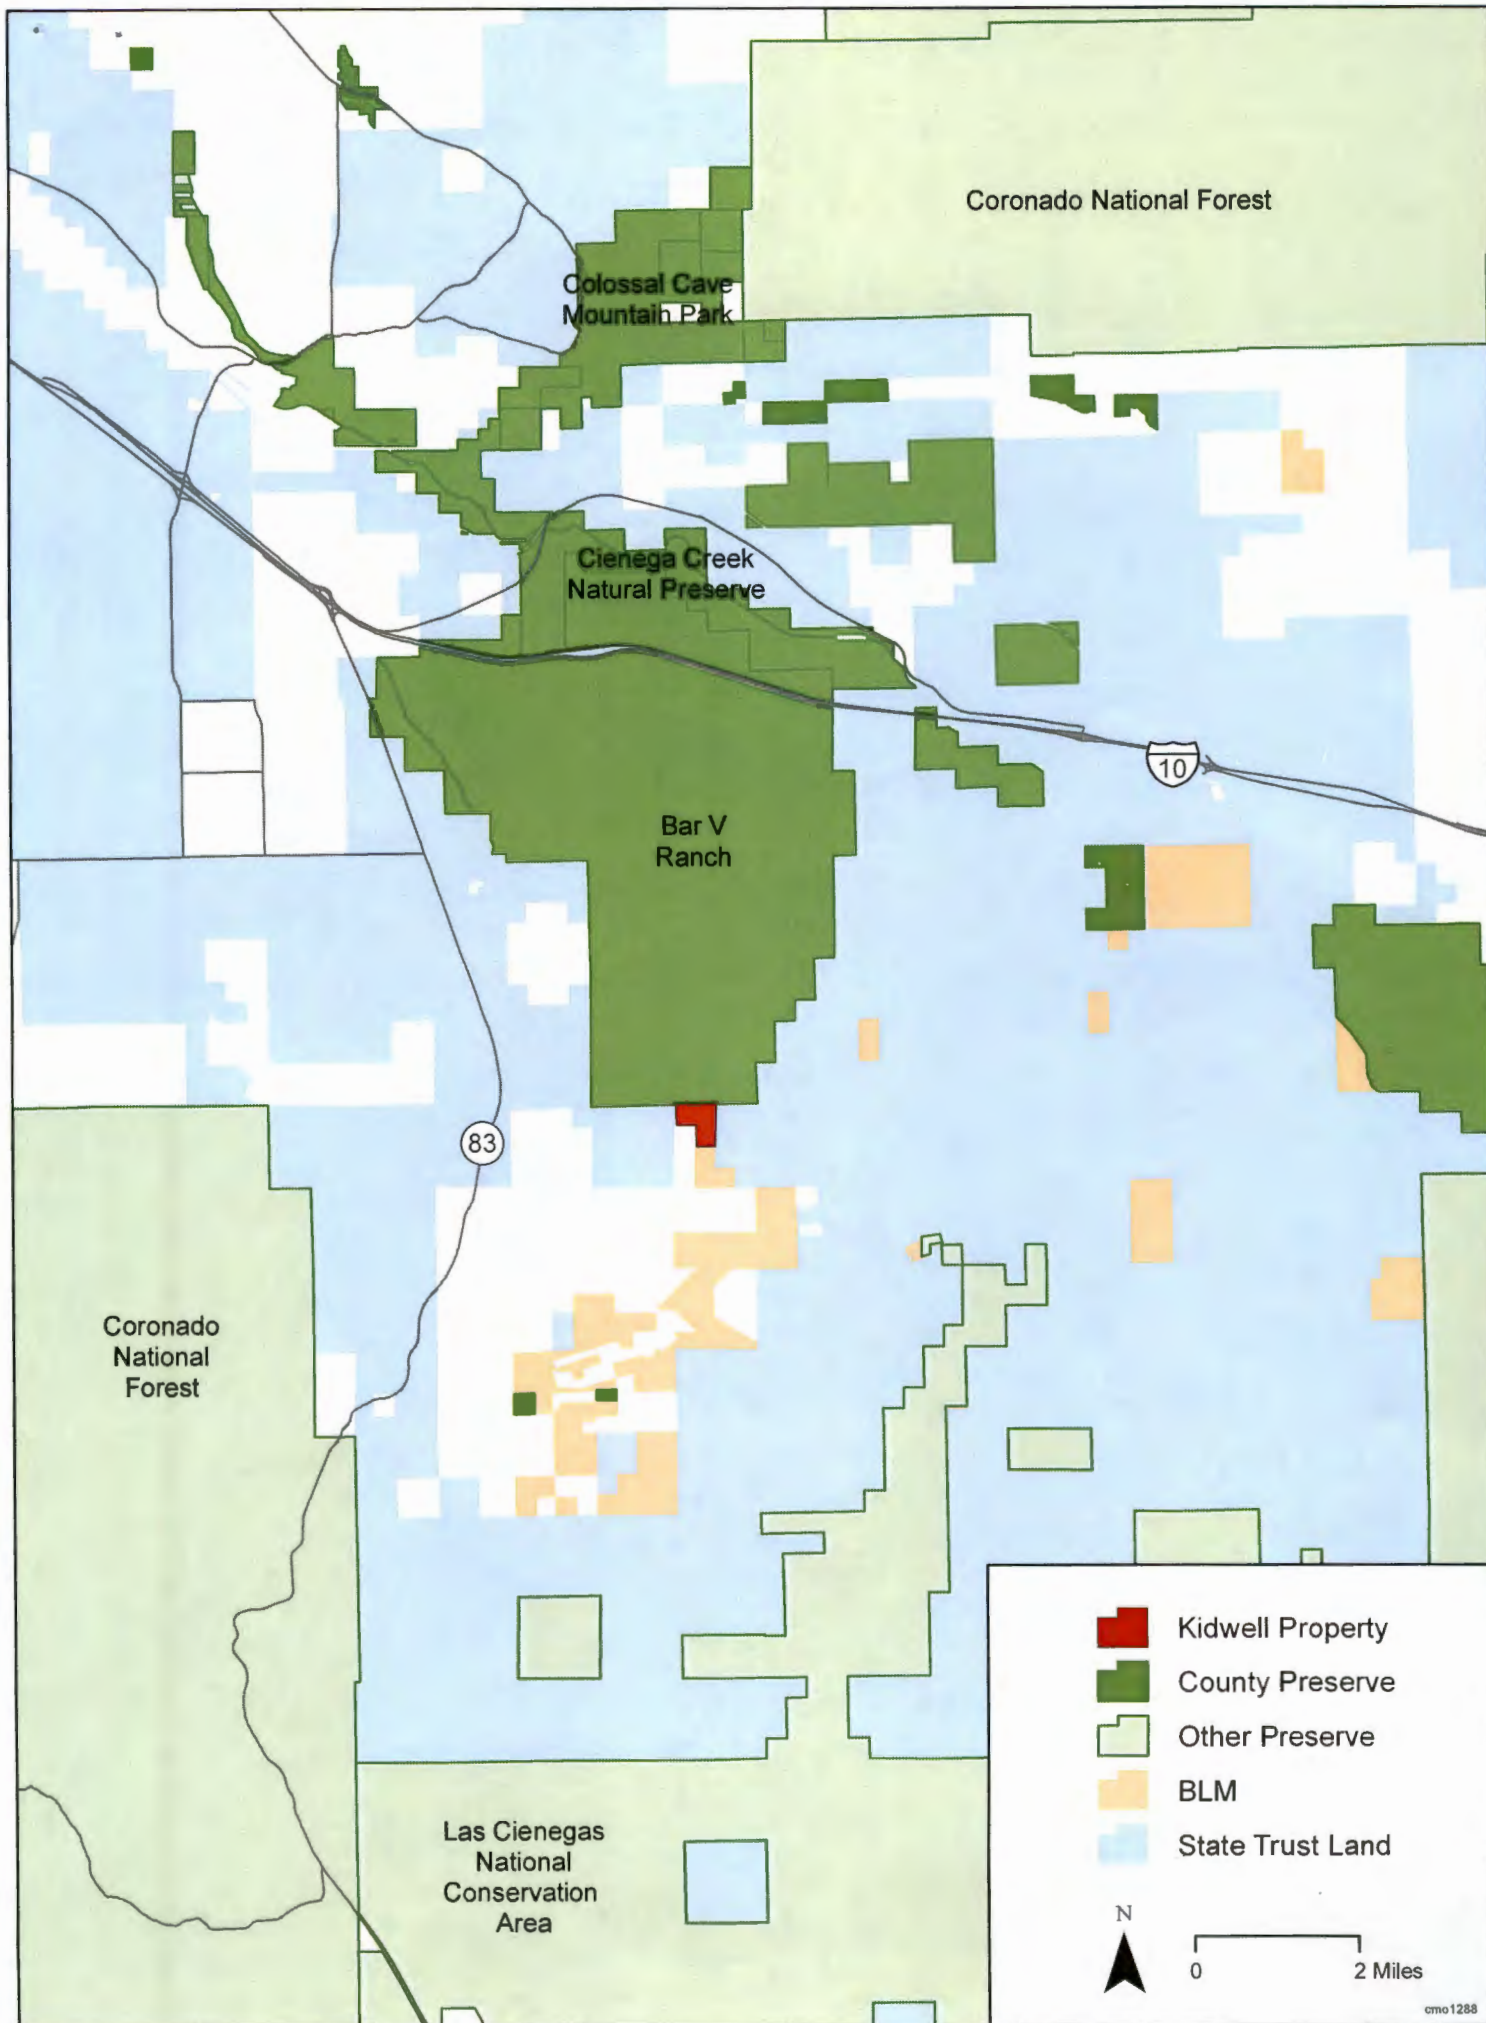 Coronado National Forest
Colossal Cave
Mountain Park
Cienega Creek
Natural Preserve
10
Bar V
Ranch
83
Coronado
National
Forest
Las Cienegas
National
Conservation
Area
Kidwell Property
County Preserve
Other Preserve
BLM
State Trust Land
N
0 2 Miles
cmo1288